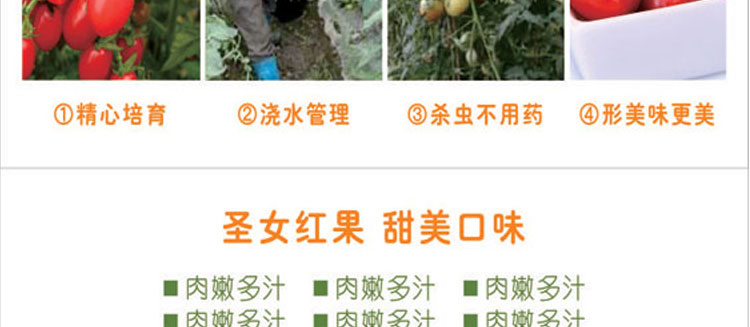 ①精心培育 ②浇水管理 ③杀虫不用药 ④形美味更美
圣女红果 甜美口味
■肉嫩多汁 ■肉嫩多汁 ■肉嫩多汁
■肉嫩多汁 ■肉嫩多汁 ■肉嫩多汁